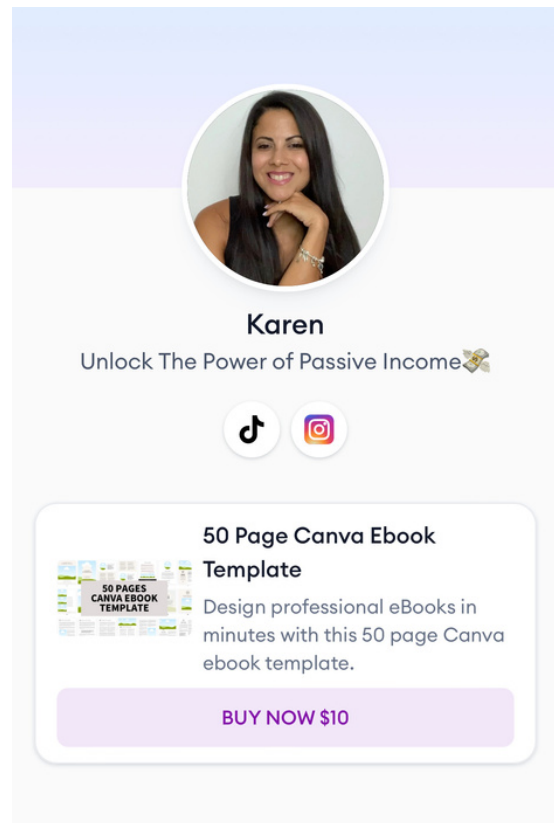 Karen
Unlock The Power of Passive Income💸
50 Page Canva Ebook
Template
50 PAGES
CANVA EBOOK
TEMPLATE
Design professional eBooks in
minutes with this 50 page Canva
ebook template.
BUY NOW $10